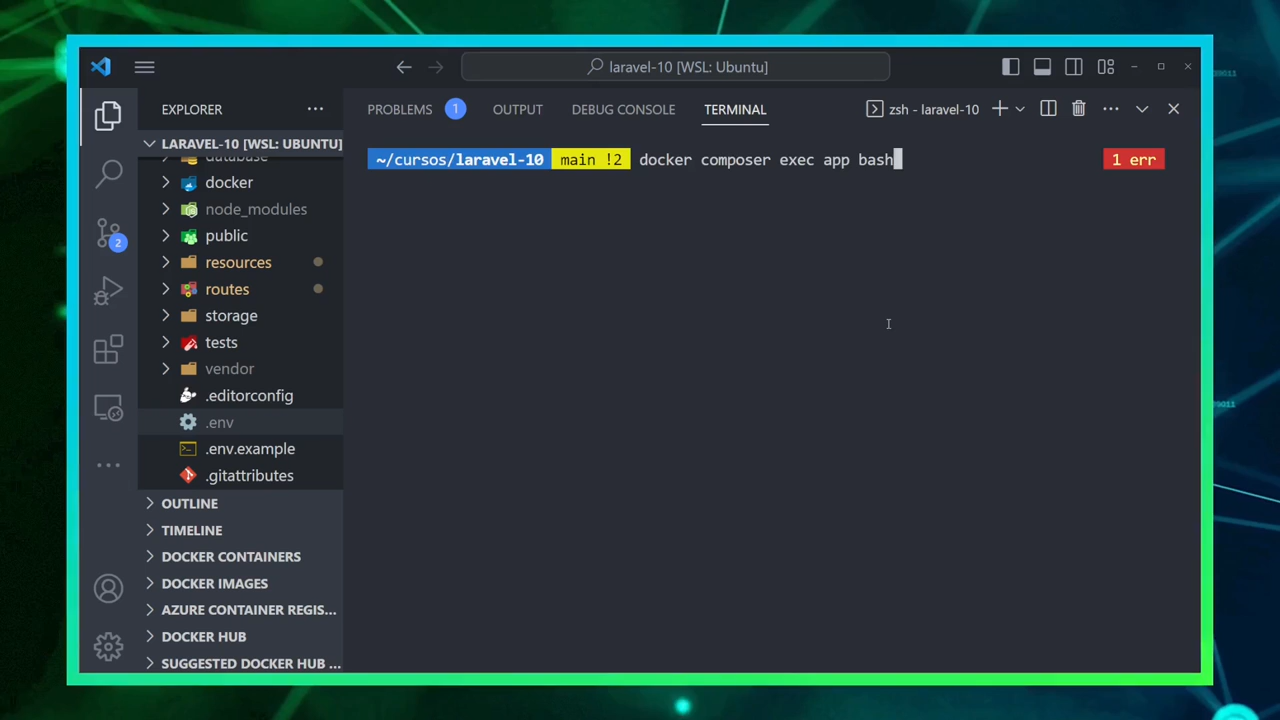 laravel-10 [WSL: Ubuntu]
EXPLORER
LARAVEL-10 [WSL: UBUNTU]
database
docker
node_modules
public
resources
routes
storage
tests
vendor
.editorconfig
.env
.env.example
.gitattributes
OUTLINE
TIMELINE
DOCKER CONTAINERS
DOCKER IMAGES
AZURE CONTAINER REGIS...
DOCKER HUB
SUGGESTED DOCKER HUB ...
2
PROBLEMS 1 OUTPUT DEBUG CONSOLE TERMINAL zsh - laravel-10
~/cursos/laravel-10 main !2 docker composer exec app bash 1 err